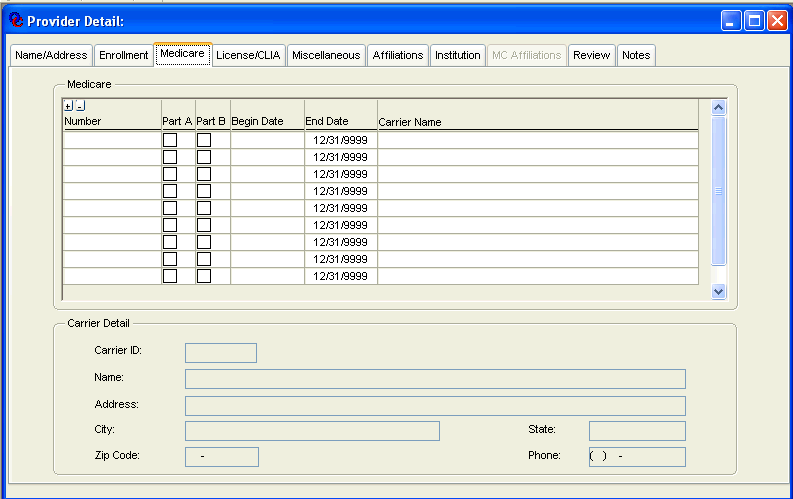 Provider Detail:
Name/Address Enrollment Medicare License/CLIA Miscellaneous Affiliations Institution MC Affiliations Review Notes
Medicare
+ -
Number Part A Part B Begin Date End Date Carrier Name
12/31/9999
12/31/9999
12/31/9999
12/31/9999
12/31/9999
12/31/9999
12/31/9999
12/31/9999
12/31/9999
Carrier Detail
Carrier ID:
Name:
Address:
City: State:
Zip Code: - Phone: ( ) -